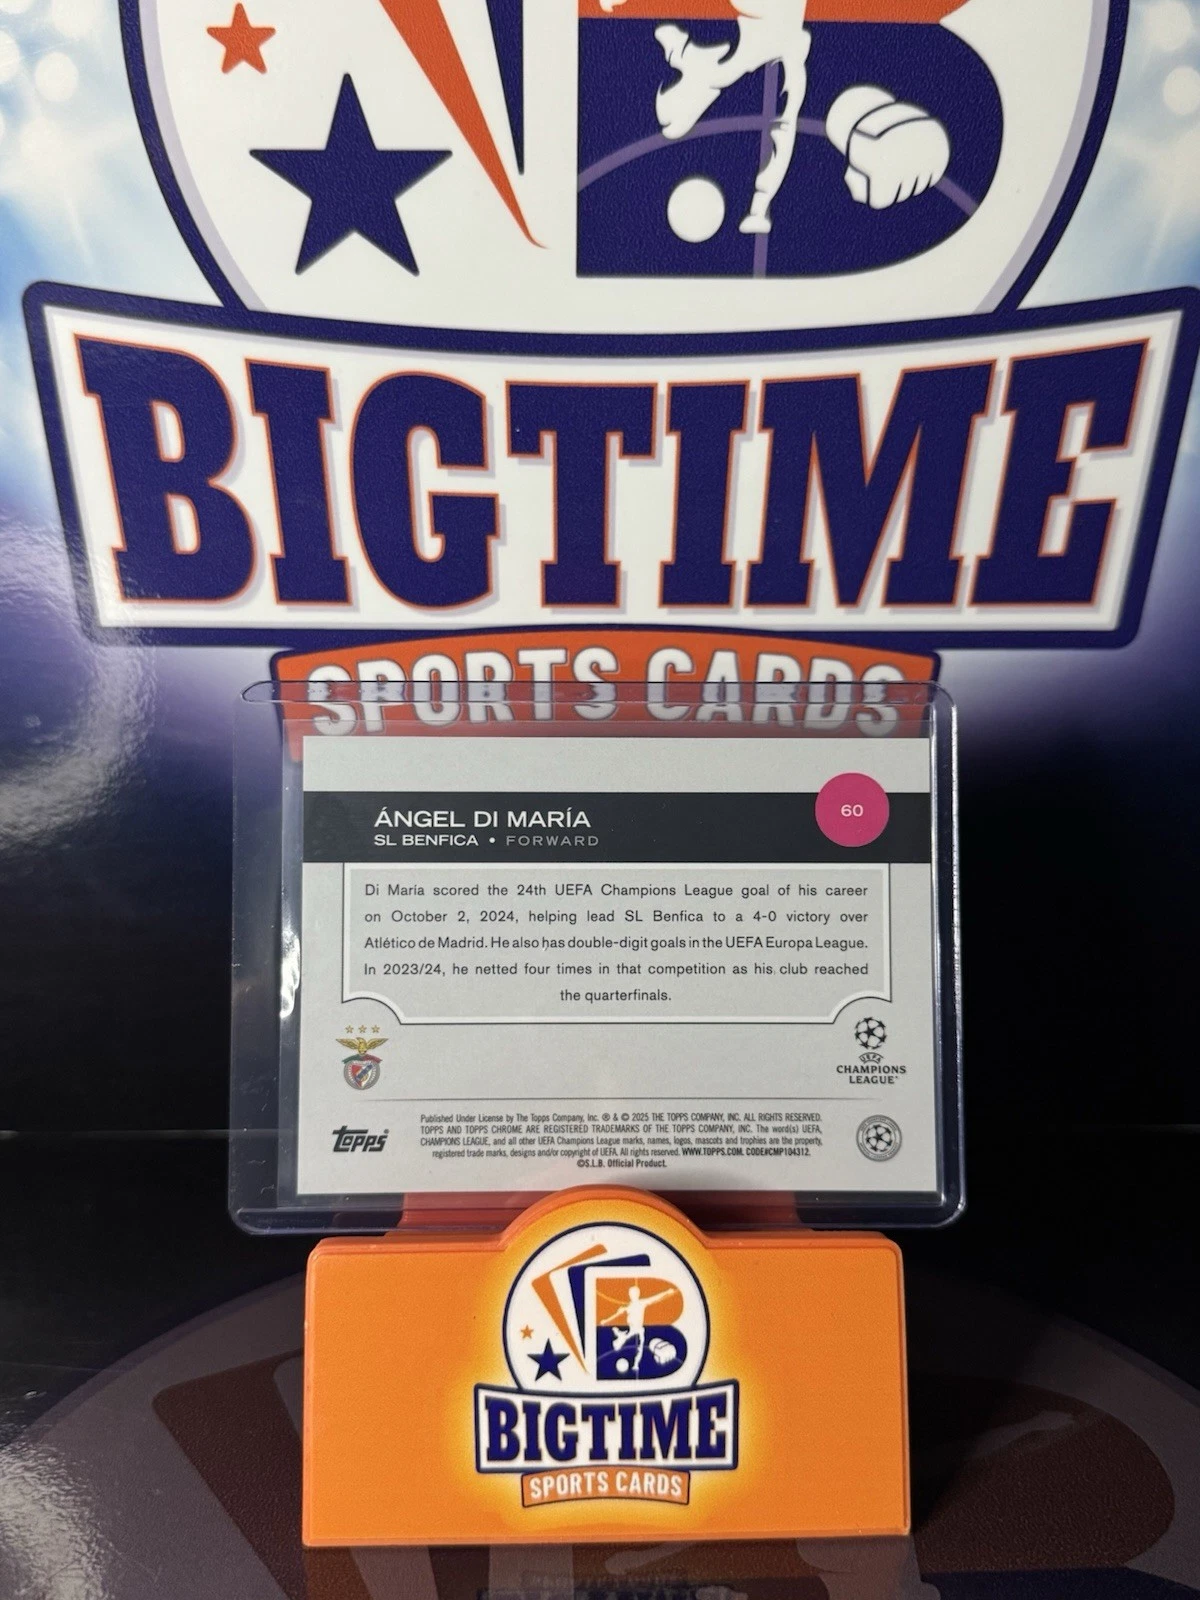 BIGTIME
SPORTS CARDS
ÁNGEL DI MARÍA
60
SL BENFICA • FORWARD
Di María scored the 24th UEFA Champions League goal of his career
on October 2, 2024, helping lead SL Benfica to a 4-0 victory over
Atlético de Madrid. He also has double-digit goals in the UEFA Europa League.
In 2023/24, he netted four times in that competition as his club reached
the quarterfinals.
UEFA
CHAMPIONS
LEAGUE
topps
Published Under License by The Topps Company, Inc. ® & © 2025 THE TOPPS COMPANY, INC. ALL RIGHTS RESERVED.
TOPPS AND TOPPS CHROME ARE REGISTERED TRADEMARKS OF THE TOPPS COMPANY, INC. The word(s) UEFA,
CHAMPIONS LEAGUE, and all other UEFA Champions League marks, names, logos, mascots and trophies are the property,
registered trade marks, designs and/or copyright of UEFA. All rights reserved. WWW.TOPPS.COM. CODE#CMP104312.
©S.L.B. Official Product.
B
BIGTIME
SPORTS CARDS